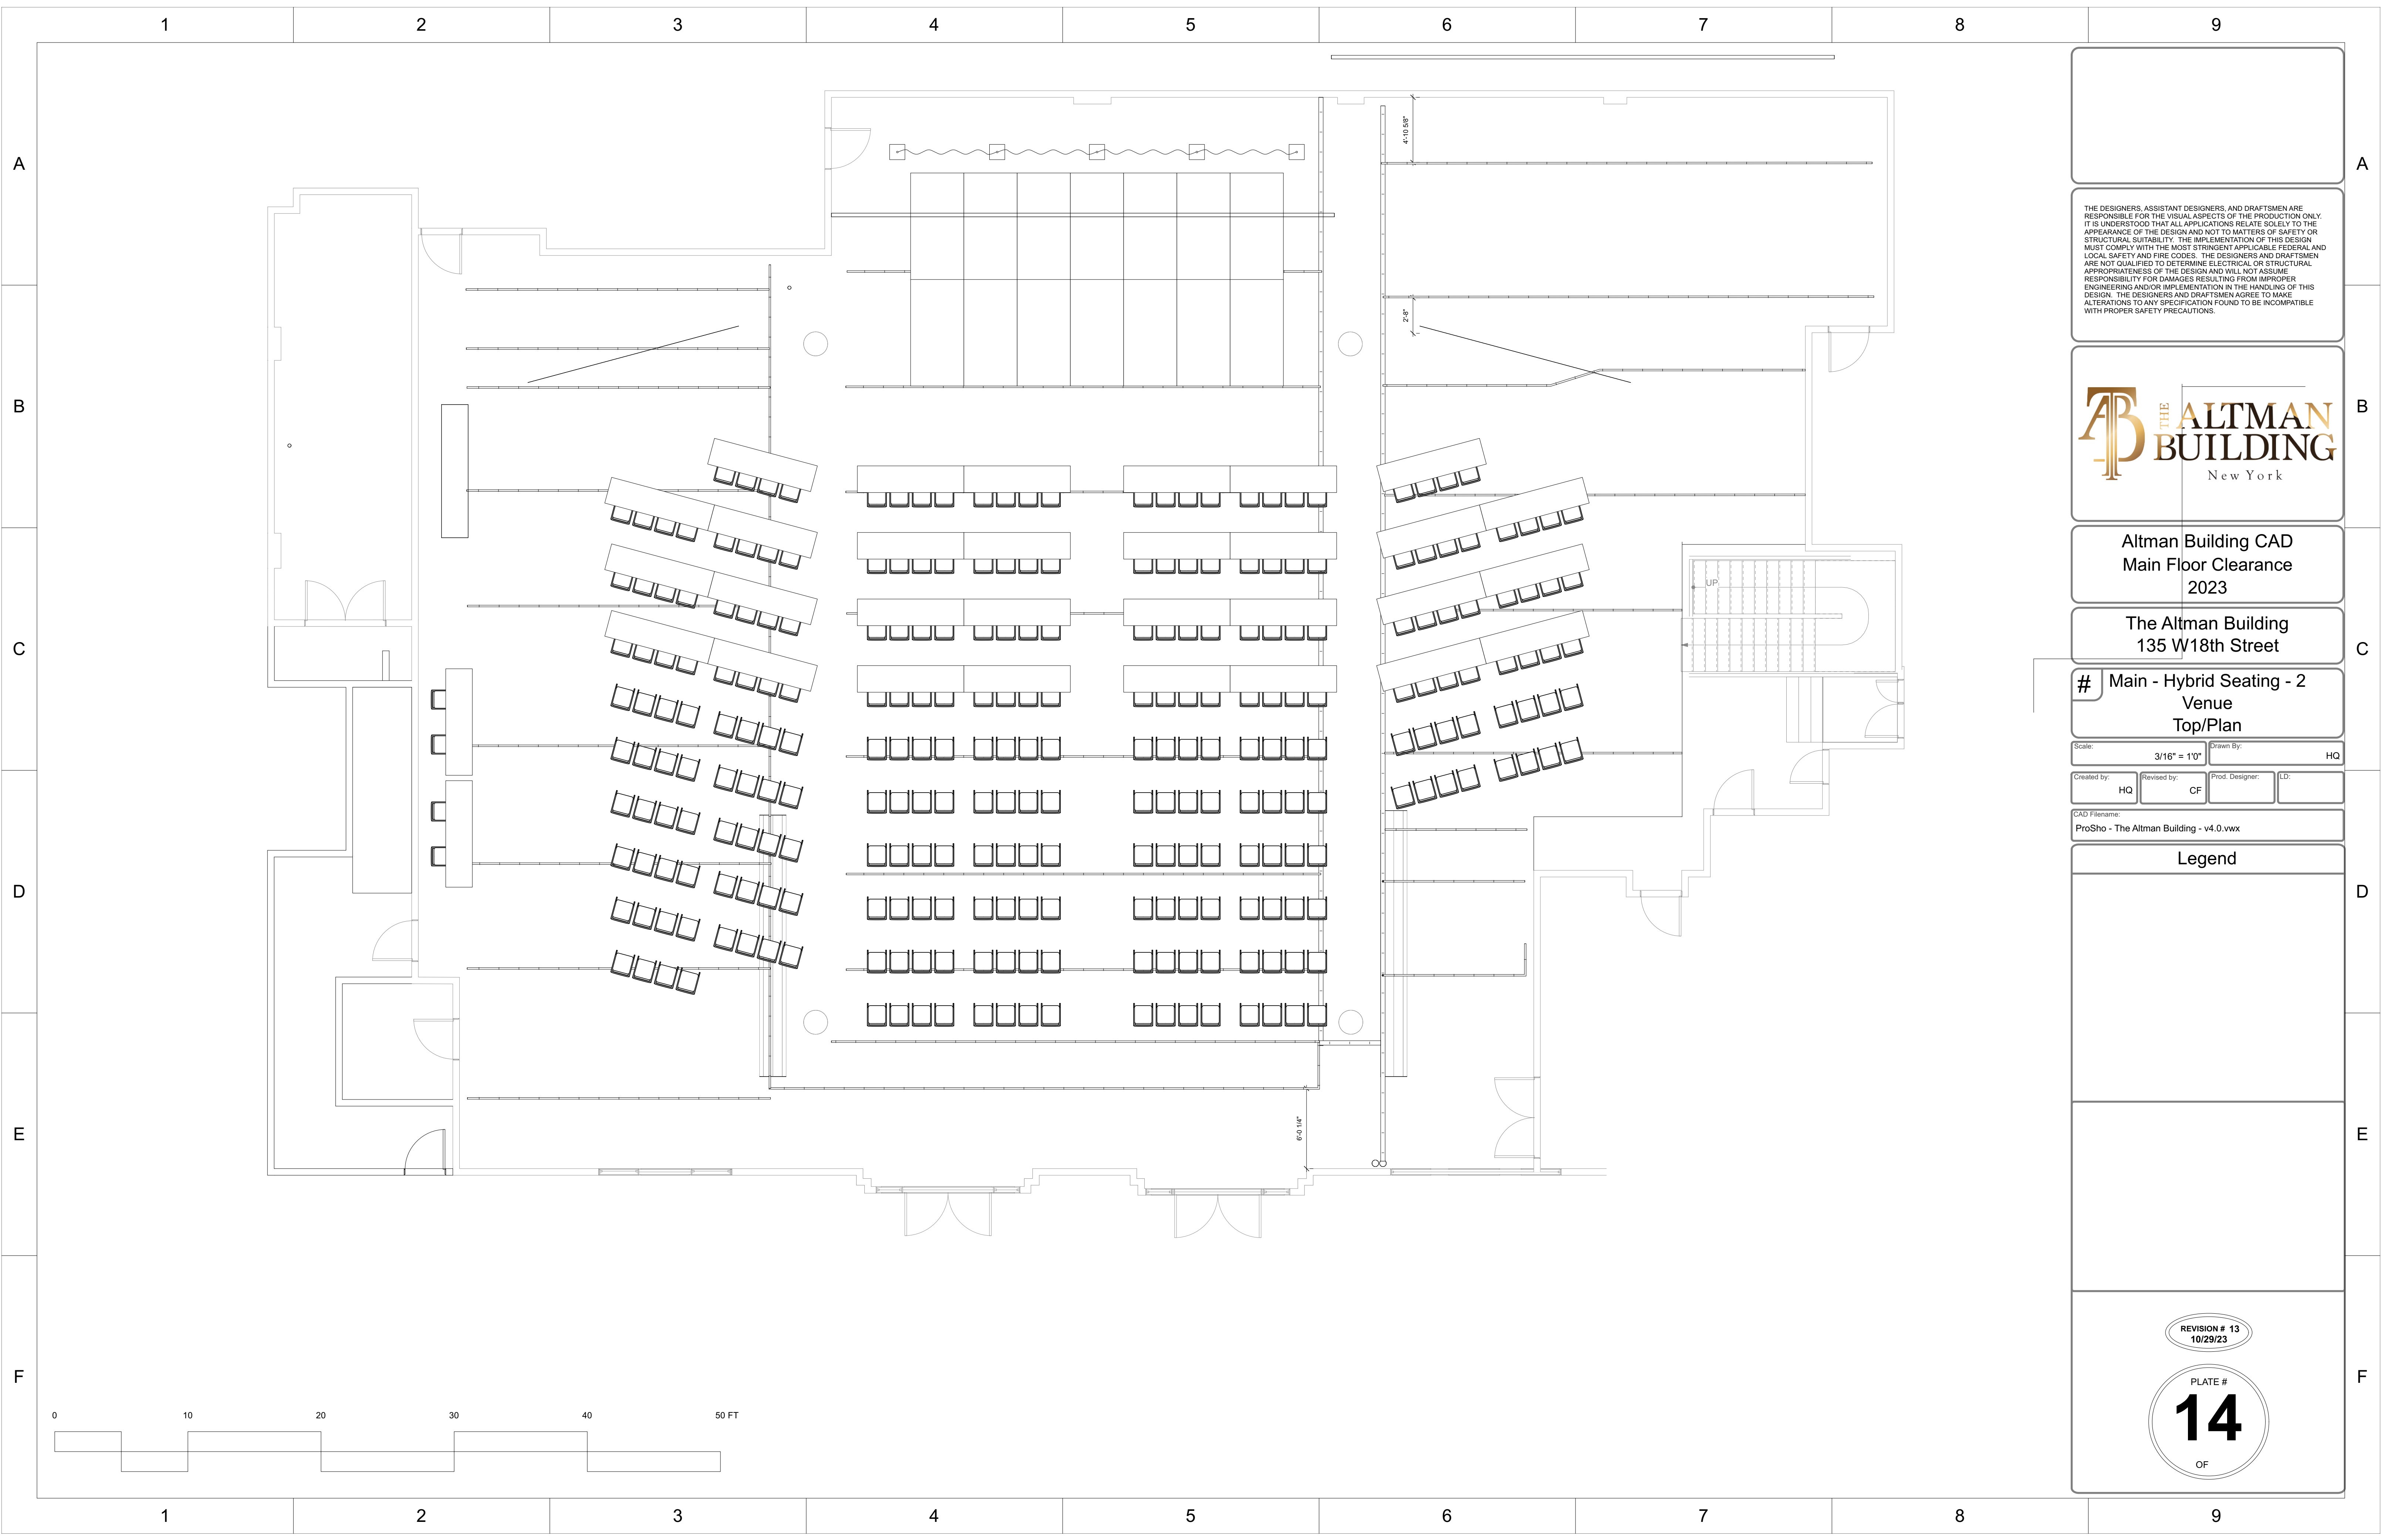 1 2 3 4 5 6 7 8 9
A
B
C
D
E
F
4'-10 5/8"
2'-8"
UP
6'-0 1/4"
0 10 20 30 40 50 FT
A
B
C
D
E
F
1 2 3 4 5 6 7 8 9
THE DESIGNERS, ASSISTANT DESIGNERS, AND DRAFTSMEN ARE
RESPONSIBLE FOR THE VISUAL ASPECTS OF THE PRODUCTION ONLY.
IT IS UNDERSTOOD THAT ALL APPLICATIONS RELATE SOLELY TO THE
APPEARANCE OF THE DESIGN AND NOT TO MATTERS OF SAFETY OR
STRUCTURAL SUITABILITY. THE IMPLEMENTATION OF THIS DESIGN
MUST COMPLY WITH THE MOST STRINGENT APPLICABLE FEDERAL AND
LOCAL SAFETY AND FIRE CODES. THE DESIGNERS AND DRAFTSMEN
ARE NOT QUALIFIED TO DETERMINE ELECTRICAL OR STRUCTURAL
APPROPRIATENESS OF THE DESIGN AND WILL NOT ASSUME
RESPONSIBILITY FOR DAMAGES RESULTING FROM IMPROPER
ENGINEERING AND/OR IMPLEMENTATION IN THE HANDLING OF THIS
DESIGN. THE DESIGNERS AND DRAFTSMEN AGREE TO MAKE
ALTERATIONS TO ANY SPECIFICATION FOUND TO BE INCOMPATIBLE
WITH PROPER SAFETY PRECAUTIONS.
TAB
THE ALTMAN
BUILDING
New York
Altman Building CAD
Main Floor Clearance
2023
The Altman Building
135 W18th Street
# Main - Hybrid Seating - 2
Venue
Top/Plan
Scale: 3/16" = 1'0" Drawn By: HQ
Created by: HQ Revised by: CF Prod. Designer: LD:
CAD Filename:
ProSho - The Altman Building - v4.0.vwx
Legend
REVISION # 13
10/29/23
PLATE #
14
OF